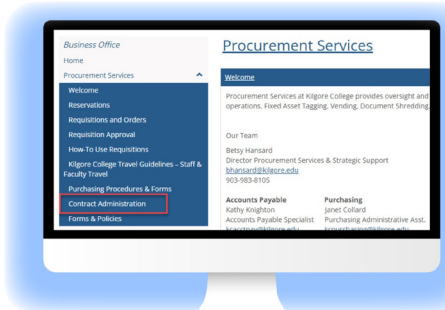 Business Office
Home
Procurement Services
Welcome
Reservations
Requisitions and Orders
Requisition Approval
How-To Use Requisitions
Kilgore College Travel Guidelines – Staff &
Faculty Travel
Purchasing Procedures & Forms
Contract Administration
Forms & Policies
Procurement Services
Welcome
Procurement Services at Kilgore College provides oversight and
operations, Fixed Asset Tagging, Vending, Document Shredding,
Our Team
Betsy Hansard
Director Procurement Services & Strategic Support
bhansard@kilgore.edu
903-983-8105
Accounts Payable Purchasing
Kathy Knighton Janet Collard
Accounts Payable Specialist Purchasing Administrative Asst.